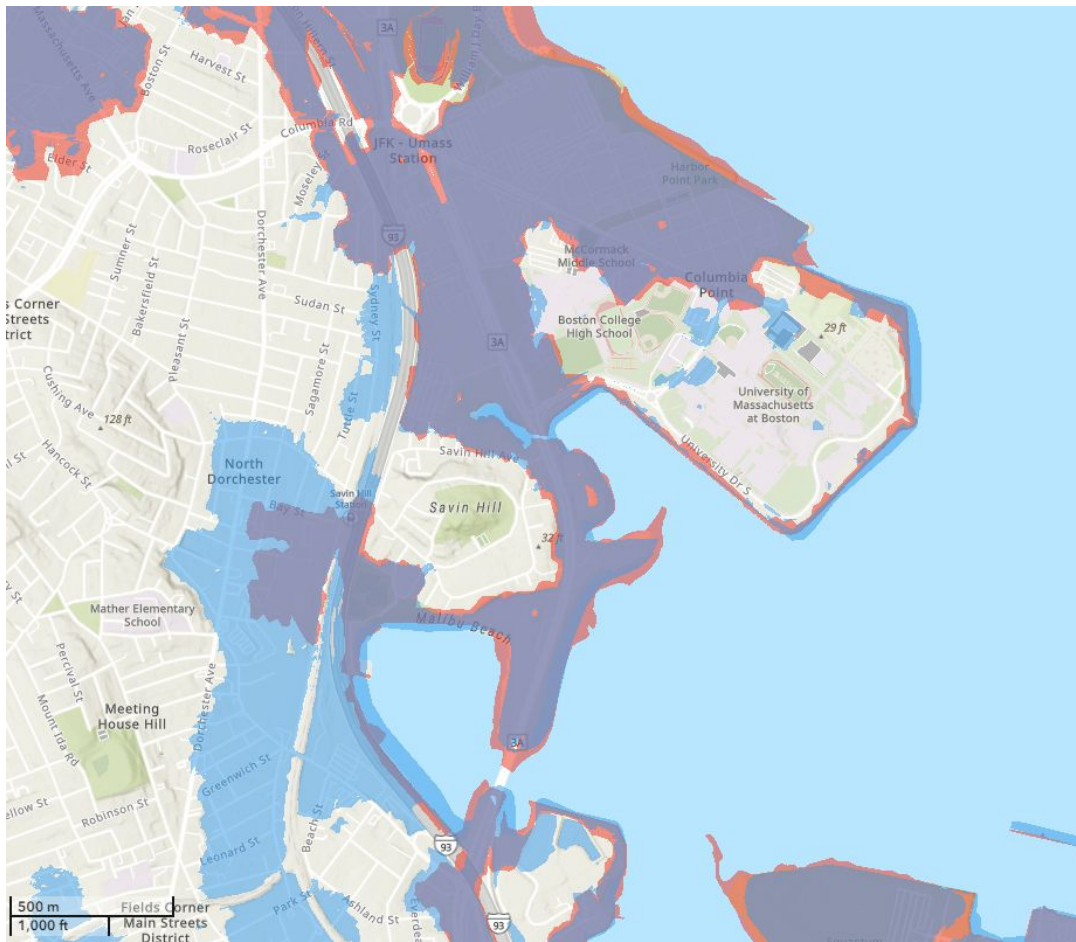 Massachusetts Ave
Boston St
Harvest St
3A
Columbia Rd
JFK - Umass
Station
Elder St
Roseclair St
Moseley St
Harbor
Point Park
Sumner St
Bakersfield St
Dorchester Ave
93
McCormack
Middle School
Columbia
Point
Sudan St
Sydney St
s Corner
Streets
trict
Pleasant St
Boston College
High School
29 ft
3A
Sagamore St
Tuttle St
Cushing Ave
128 ft
University of
Massachusetts
at Boston
Hancock St
Savin Hill Ave
University Dr S
North
Dorchester
Savin Hill
Station
Savin Hill
Bay St
32 ft
Mather Elementary
School
Malibu Beach
Percival St
Dorchester Ave
Meeting
House Hill
Mount Ida Rd
3A
Greenwich St
ellow St
Robinson St
Beach St
93
Leonard St
500 m
1,000 ft
Fields Corner
Main Streets
District
Park St
Ashland St
Everdea
93